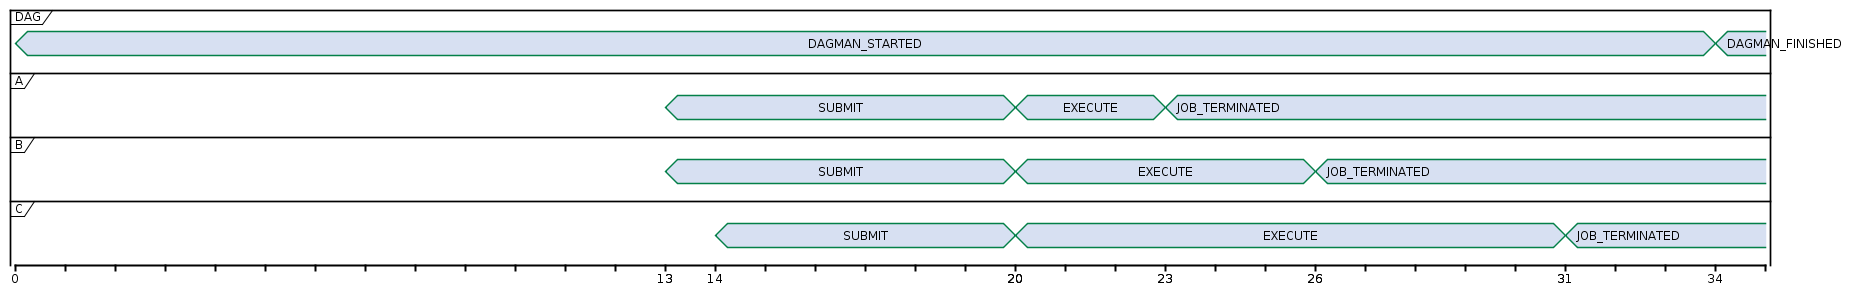 DAG
DAGMAN_STARTED DAGMAN_FINISHED
A
SUBMIT EXECUTE JOB_TERMINATED
B
SUBMIT EXECUTE JOB_TERMINATED
C
SUBMIT EXECUTE JOB_TERMINATED
0 13 14 20 23 26 31 34